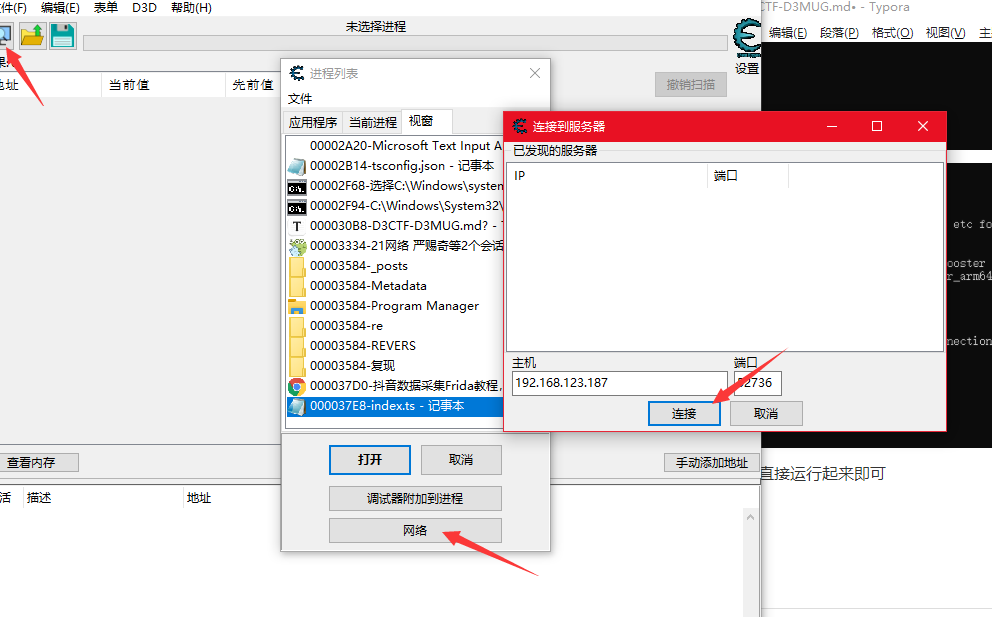 件(F) 编辑(E) 表单 D3D 帮助(H)
未选择进程
设置
地址 当前值 先前值
撤销扫描
进程列表
文件
应用程序 当前进程 视窗
00002A20-Microsoft Text Input A
00002B14-tsconfig.json - 记事本
00002F68-选择C:\Windows\system
00002F94-C:\Windows\System32\
000030B8-D3CTF-D3MUG.md? - T
00003334-21网络 严赐奇等2个会话
00003584-_posts
00003584-Metadata
00003584-Program Manager
00003584-re
00003584-REVERS
00003584-复现
000037D0-抖音数据采集Frida教程,
000037E8-index.ts - 记事本
打开 取消
调试器附加到进程
网络
连接到服务器
已发现的服务器
IP 端口
主机 端口
192.168.123.187 2736
连接 取消
查看内存
手动添加地址
活 描述 地址
CTF-D3MUG.md• - Typora
编辑(E) 段落(P) 格式(O) 视图(V) 主
etc fo
ooster
r_arm64
nection
直接运行起来即可